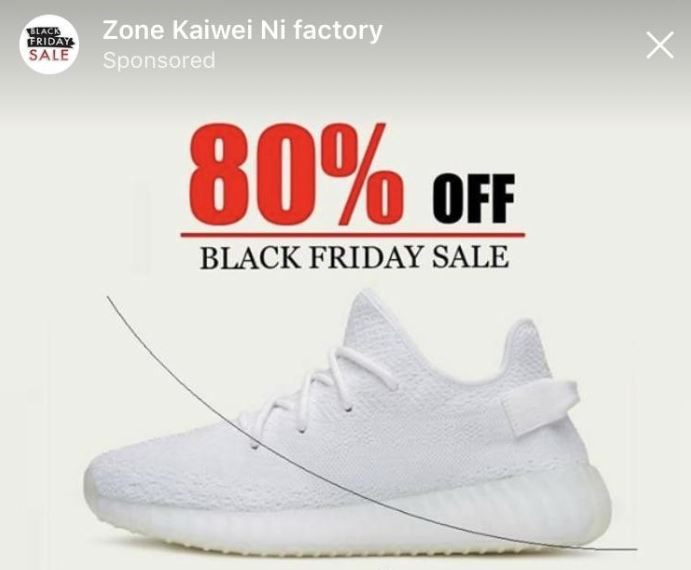 BLACK
FRIDAY
SALE
Zone Kaiwei Ni factory
Sponsored
80% OFF
BLACK FRIDAY SALE